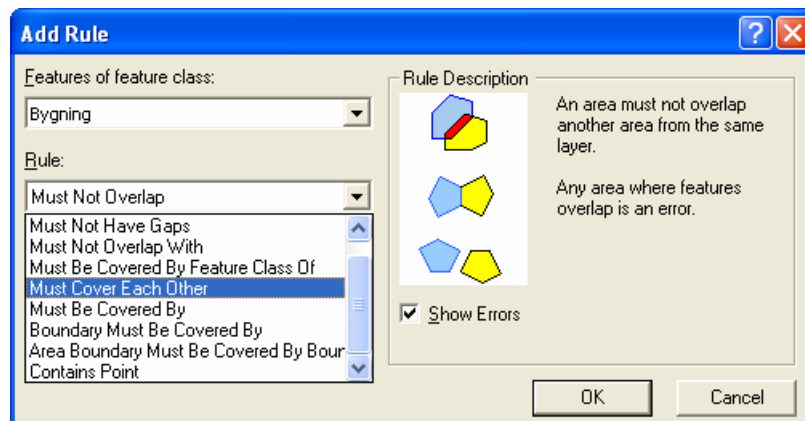 Add Rule
Features of feature class:
Bygning
Rule:
Must Not Overlap
Must Not Have Gaps
Must Not Overlap With
Must Be Covered By Feature Class Of
Must Cover Each Other
Must Be Covered By
Boundary Must Be Covered By
Area Boundary Must Be Covered By Boun
Contains Point
Rule Description
An area must not overlap
another area from the same
layer.
Any area where features
overlap is an error.
Show Errors
OK
Cancel